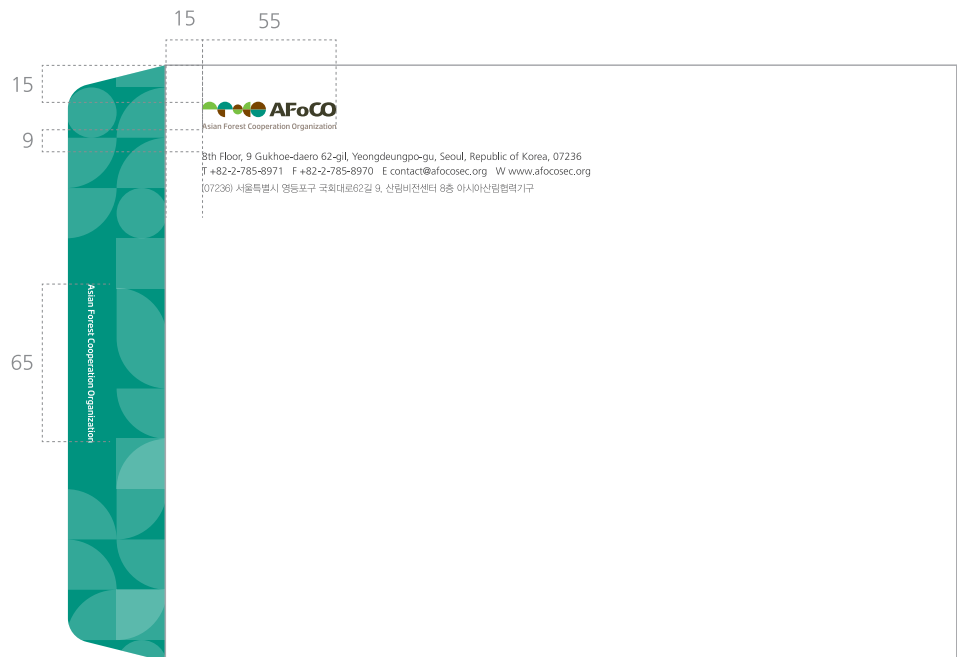 15 55
15
9
65
AFoCO
Asian Forest Cooperation Organization
8th Floor, 9 Gukhoe-daero 62-gil, Yeongdeungpo-gu, Seoul, Republic of Korea, 07236
T +82-2-785-8971 F +82-2-785-8970 E contact@afocosec.org W www.afocosec.org
(07236) 서울특별시 영등포구 국회대로62길 9, 산림비전센터 8층 아시아산림협력기구
Asian Forest Cooperation Organization